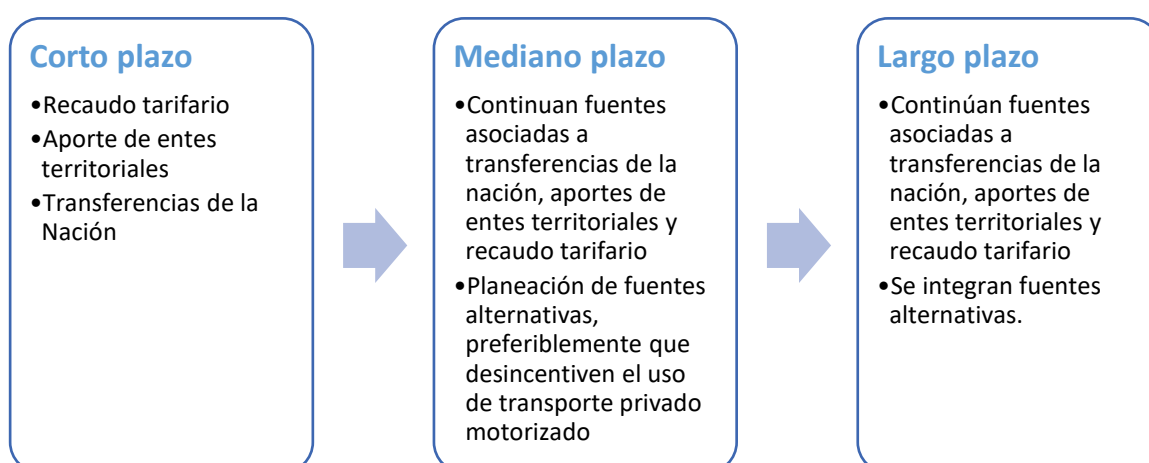 Corto plazo
•Recaudo tarifario
•Aporte de entes
territoriales
•Transferencias de la
Nación
Mediano plazo
•Continuan fuentes
asociadas a
transferencias de la
nación, aportes de
entes territoriales y
recaudo tarifario
•Planeación de fuentes
alternativas,
preferiblemente que
desincentiven el uso
de transporte privado
motorizado
Largo plazo
•Continúan fuentes
asociadas a
transferencias de la
nación, aportes de
entes territoriales y
recaudo tarifario
•Se integran fuentes
alternativas.